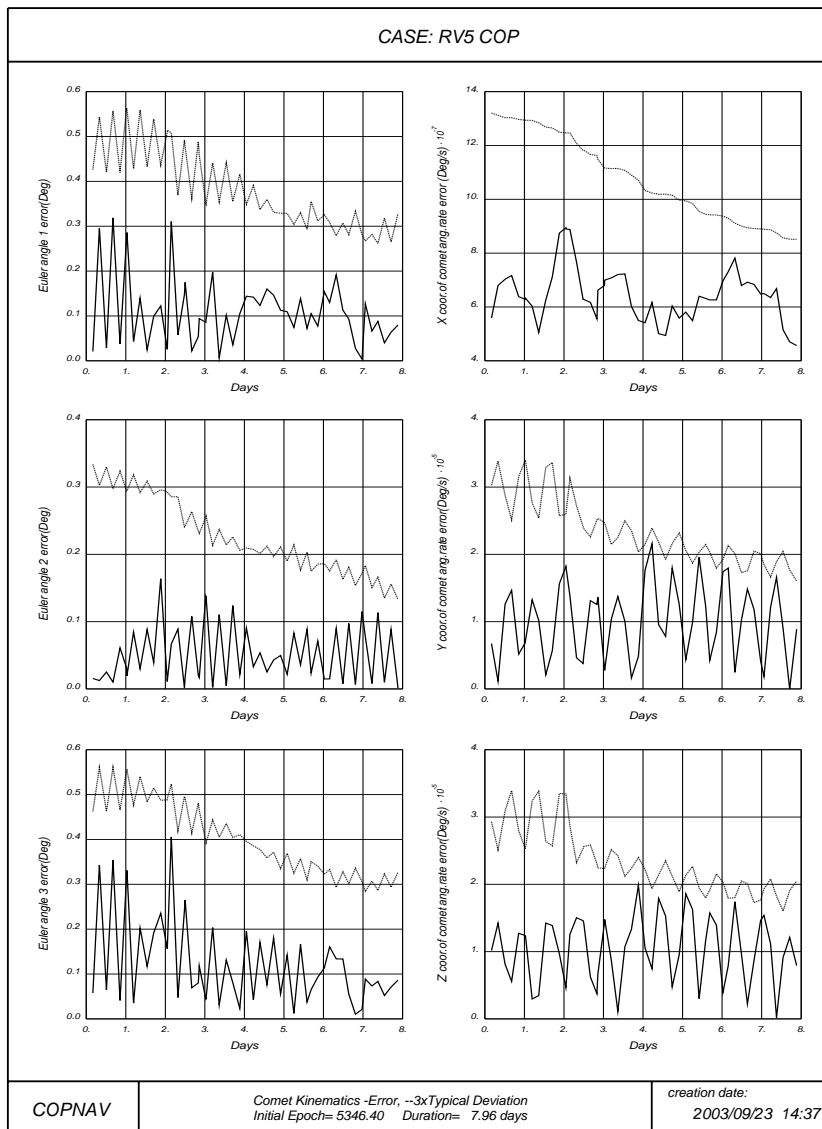 CASE: RV5 COP
Euler angle 1 error(Deg)
0.6
0.5
0.4
0.3
0.2
0.1
0.0
0. 1. 2. 3. 4. 5. 6. 7. 8.
Days
X coor.of comet ang.rate error (Deg/s) · 10^7
14.
12.
10.
8.
6.
4.
0. 1. 2. 3. 4. 5. 6. 7. 8.
Days
Euler angle 2 error(Deg)
0.4
0.3
0.2
0.1
0.0
0. 1. 2. 3. 4. 5. 6. 7. 8.
Days
Y coor.of comet ang.rate error(Deg/s) · 10^5
4.
3.
2.
1.
0.
0. 1. 2. 3. 4. 5. 6. 7. 8.
Days
Euler angle 3 error(Deg)
0.6
0.5
0.4
0.3
0.2
0.1
0.0
0. 1. 2. 3. 4. 5. 6. 7. 8.
Days
Z coor.of comet ang.rate error(Deg/s) · 10^5
4.
3.
2.
1.
0.
0. 1. 2. 3. 4. 5. 6. 7. 8.
Days
COPNAV
Comet Kinematics -Error, --3xTypical Deviation
Initial Epoch= 5346.40 Duration= 7.96 days
creation date:
2003/09/23 14:37